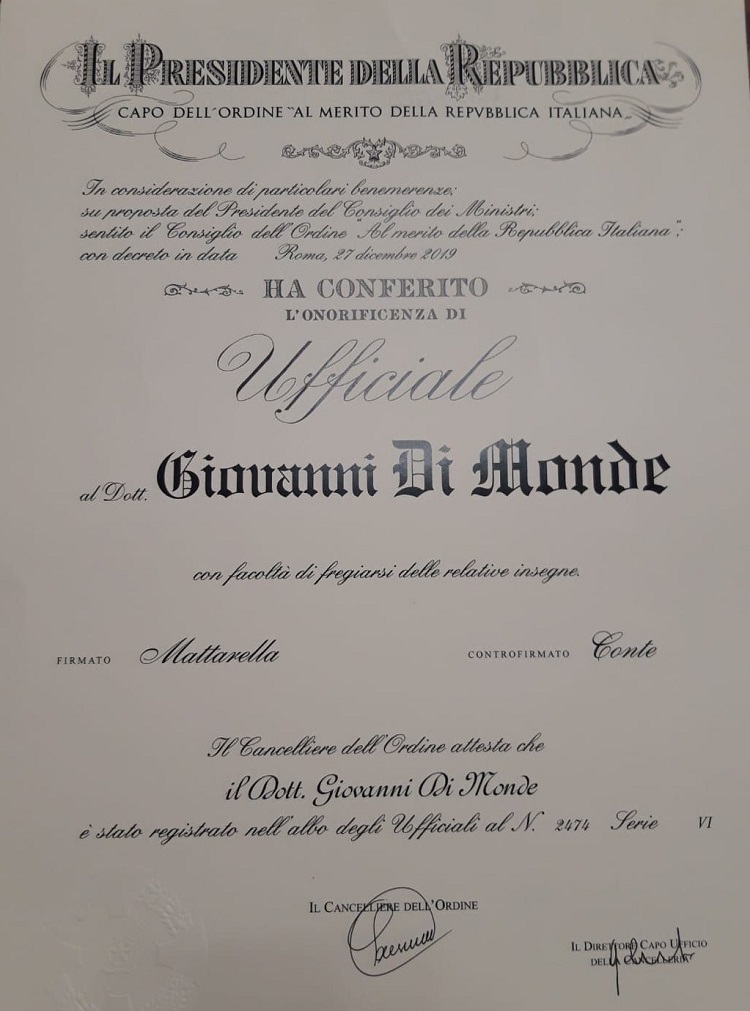 IL PRESIDENTE DELLA REPUBBLICA
CAPO DELL'ORDINE "AL MERITO DELLA REPVBBLICA ITALIANA„
In considerazione di particolari benemerenze;
su proposta del Presidente del Consiglio dei Ministri;
sentito il Consiglio dell'Ordine "Al merito della Repubblica Italiana";
con decreto in data Roma, 27 dicembre 2019
HA CONFERITO
L'ONORIFICENZA DI
Ufficiale
al Dott. Giovanni Di Monde
con facoltà di fregiarsi delle relative insegne.
FIRMATO Mattarella CONTROFIRMATO Conte
Il Cancelliere dell'Ordine attesta che
il Dott. Giovanni Di Monde
è stato registrato nell'albo degli Ufficiali al N. 2474 Serie VI
IL CANCELLIERE DELL'ORDINE
IL DIRETTORE CAPO UFFICIO
DELLA CANCELLERIA